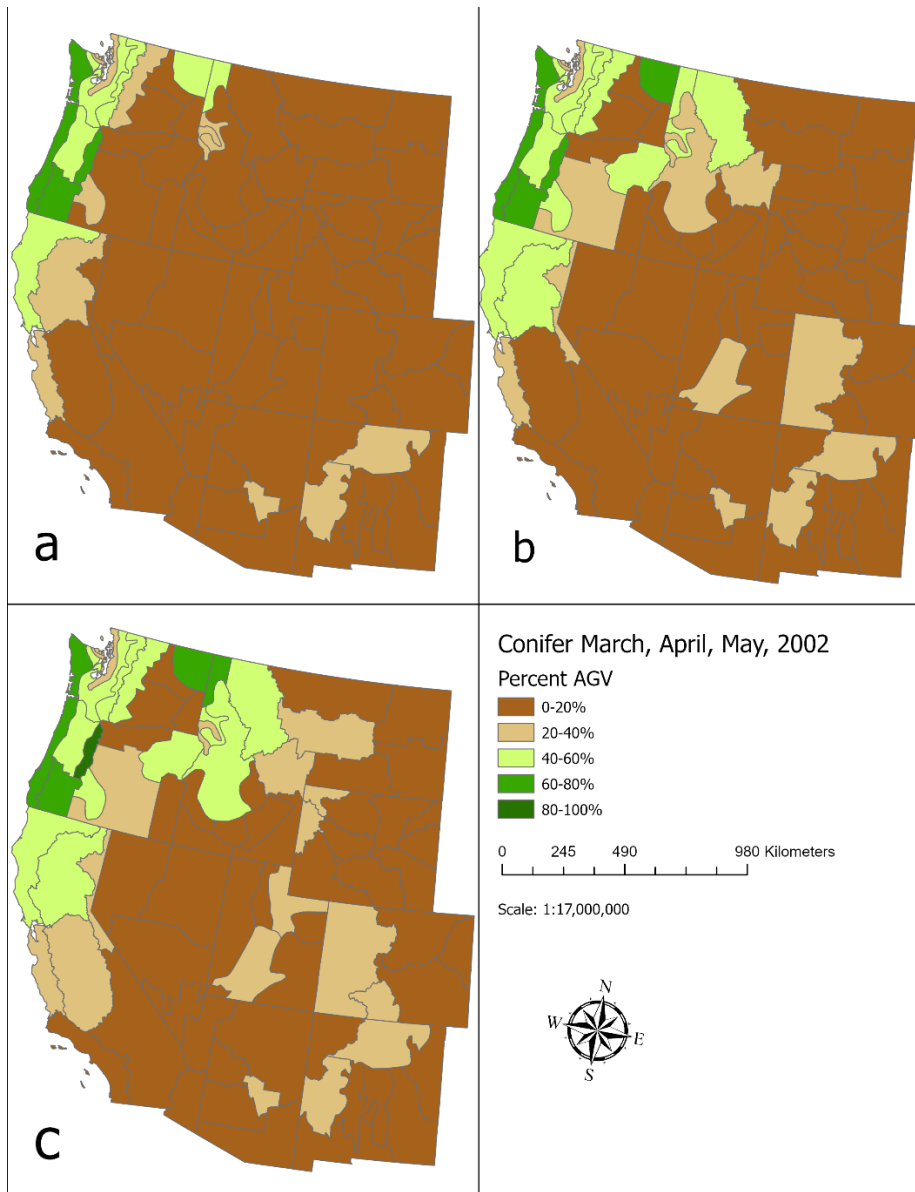 a
b
c
Conifer March, April, May, 2002
Percent AGV
0-20%
20-40%
40-60%
60-80%
80-100%
0 245 490 980 Kilometers
Scale: 1:17,000,000
N
W E
S